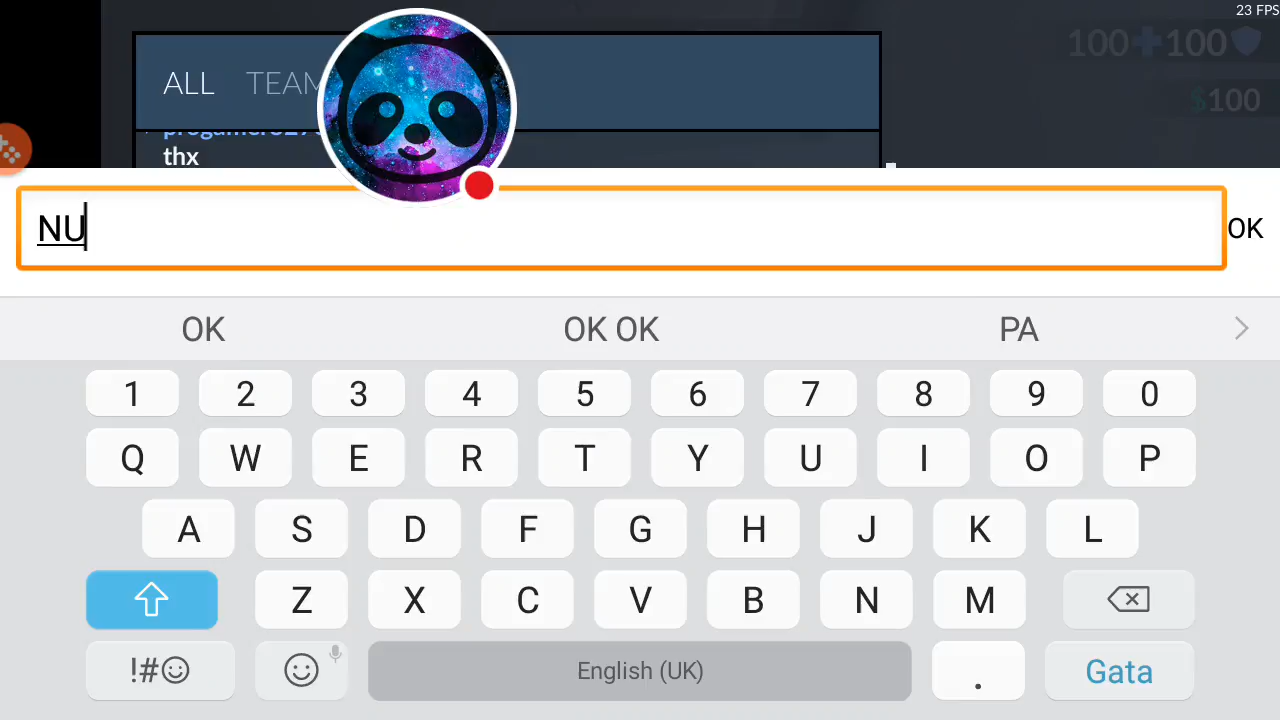 23 FPS
100 100
$100
ALL TEAM
thx
NU
OK
OK OK OK PA
1 2 3 4 5 6 7 8 9 0
Q W E R T Y U I O P
A S D F G H J K L
Z X C V B N M
!#
English (UK)
.
Gata